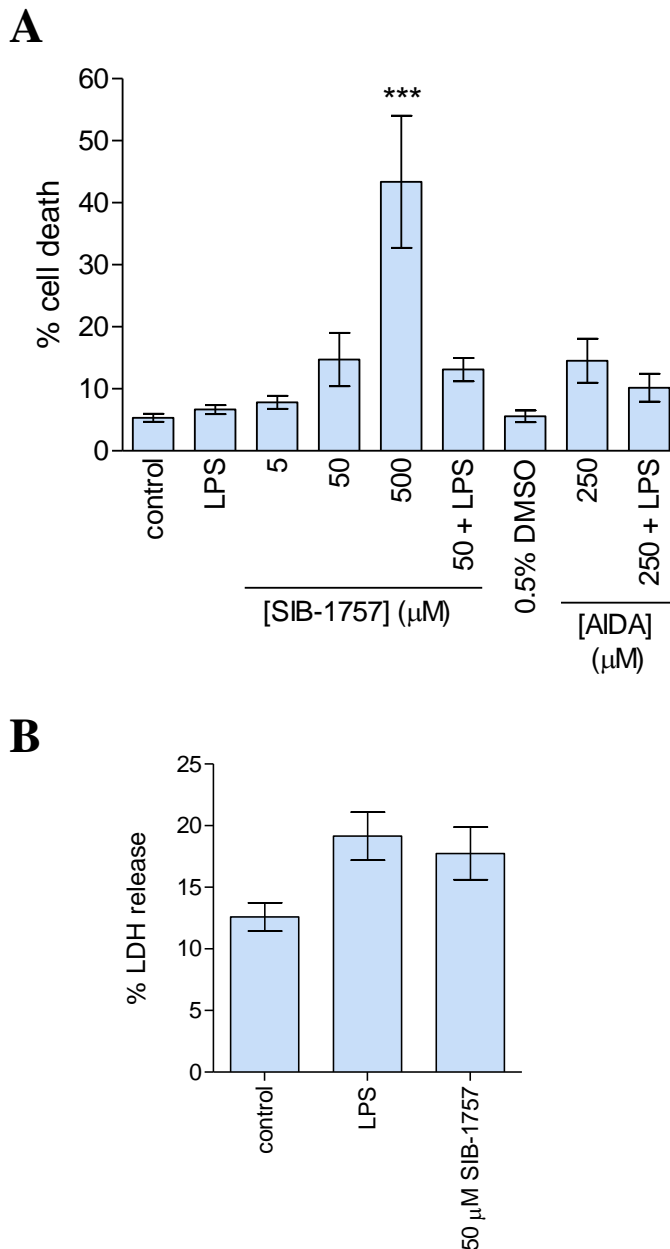 A
60
50
40
30
20
10
0
% cell death
***
control
LPS
5
50
500
50 + LPS
0.5% DMSO
250
250 + LPS
[SIB-1757] (μM)
[AIDA]
(μM)
B
25
20
15
10
5
0
% LDH release
control
LPS
50 μM SIB-1757